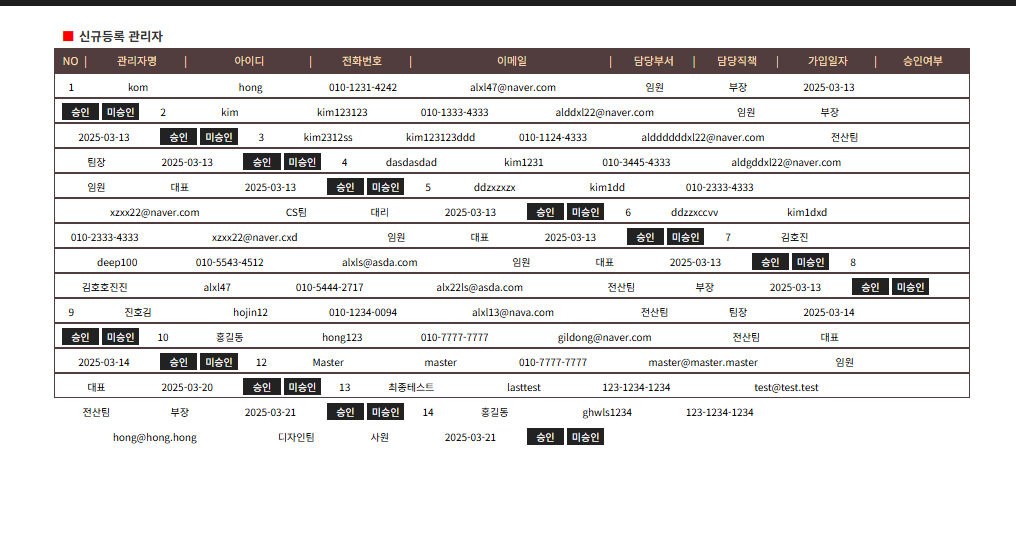 신규등록 관리자
NO | 관리자명 | 아이디 | 전화번호 | 이메일 | 담당부서 | 담당직책 | 가입일자 | 승인여부
1 kom hong 010-1231-4242 alxl47@naver.com 임원 부장 2025-03-13
승인 미승인 2 kim kim123123 010-1333-4333 alddxl22@naver.com 임원 부장
2025-03-13 승인 미승인 3 kim2312ss kim123123ddd 010-1124-4333 alddddddxl22@naver.com 전산팀
팀장 2025-03-13 승인 미승인 4 dasdasdad kim1231 010-3445-4333 aldgddxl22@naver.com
임원 대표 2025-03-13 승인 미승인 5 ddzxzxzx kim1dd 010-2333-4333
xzxx22@naver.com CS팀 대리 2025-03-13 승인 미승인 6 ddzzxccvv kim1dxd
010-2333-4333 xzxx22@naver.cxd 임원 대표 2025-03-13 승인 미승인 7 김호진
deep100 010-5543-4512 alxls@asda.com 임원 대표 2025-03-13 승인 미승인 8
김호호진진 alxl47 010-5444-2717 alx22ls@asda.com 전산팀 부장 2025-03-13 승인 미승인
9 진호김 hojin12 010-1234-0094 alxl13@nava.com 전산팀 팀장 2025-03-14
승인 미승인 10 홍길동 hong123 010-7777-7777 gildong@naver.com 전산팀 대표
2025-03-14 승인 미승인 12 Master master 010-7777-7777 master@master.master 임원
대표 2025-03-20 승인 미승인 13 최종테스트 lasttest 123-1234-1234 test@test.test
전산팀 부장 2025-03-21 승인 미승인 14 홍길동 ghwls1234 123-1234-1234
hong@hong.hong 디자인팀 사원 2025-03-21 승인 미승인